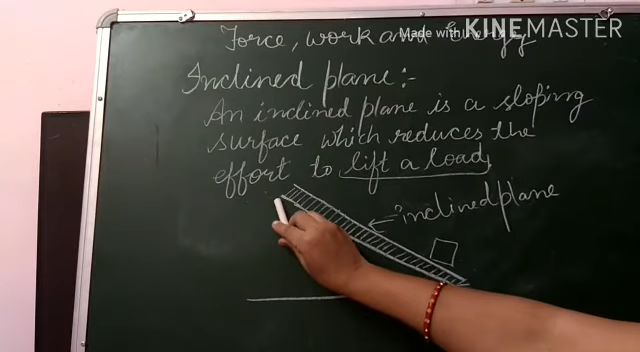 Force, work and
Made with
KINEMASTER
Inclined plane:-
An inclined plane is a sloping
surface which reduces the
effort to lift a load
inclined plane